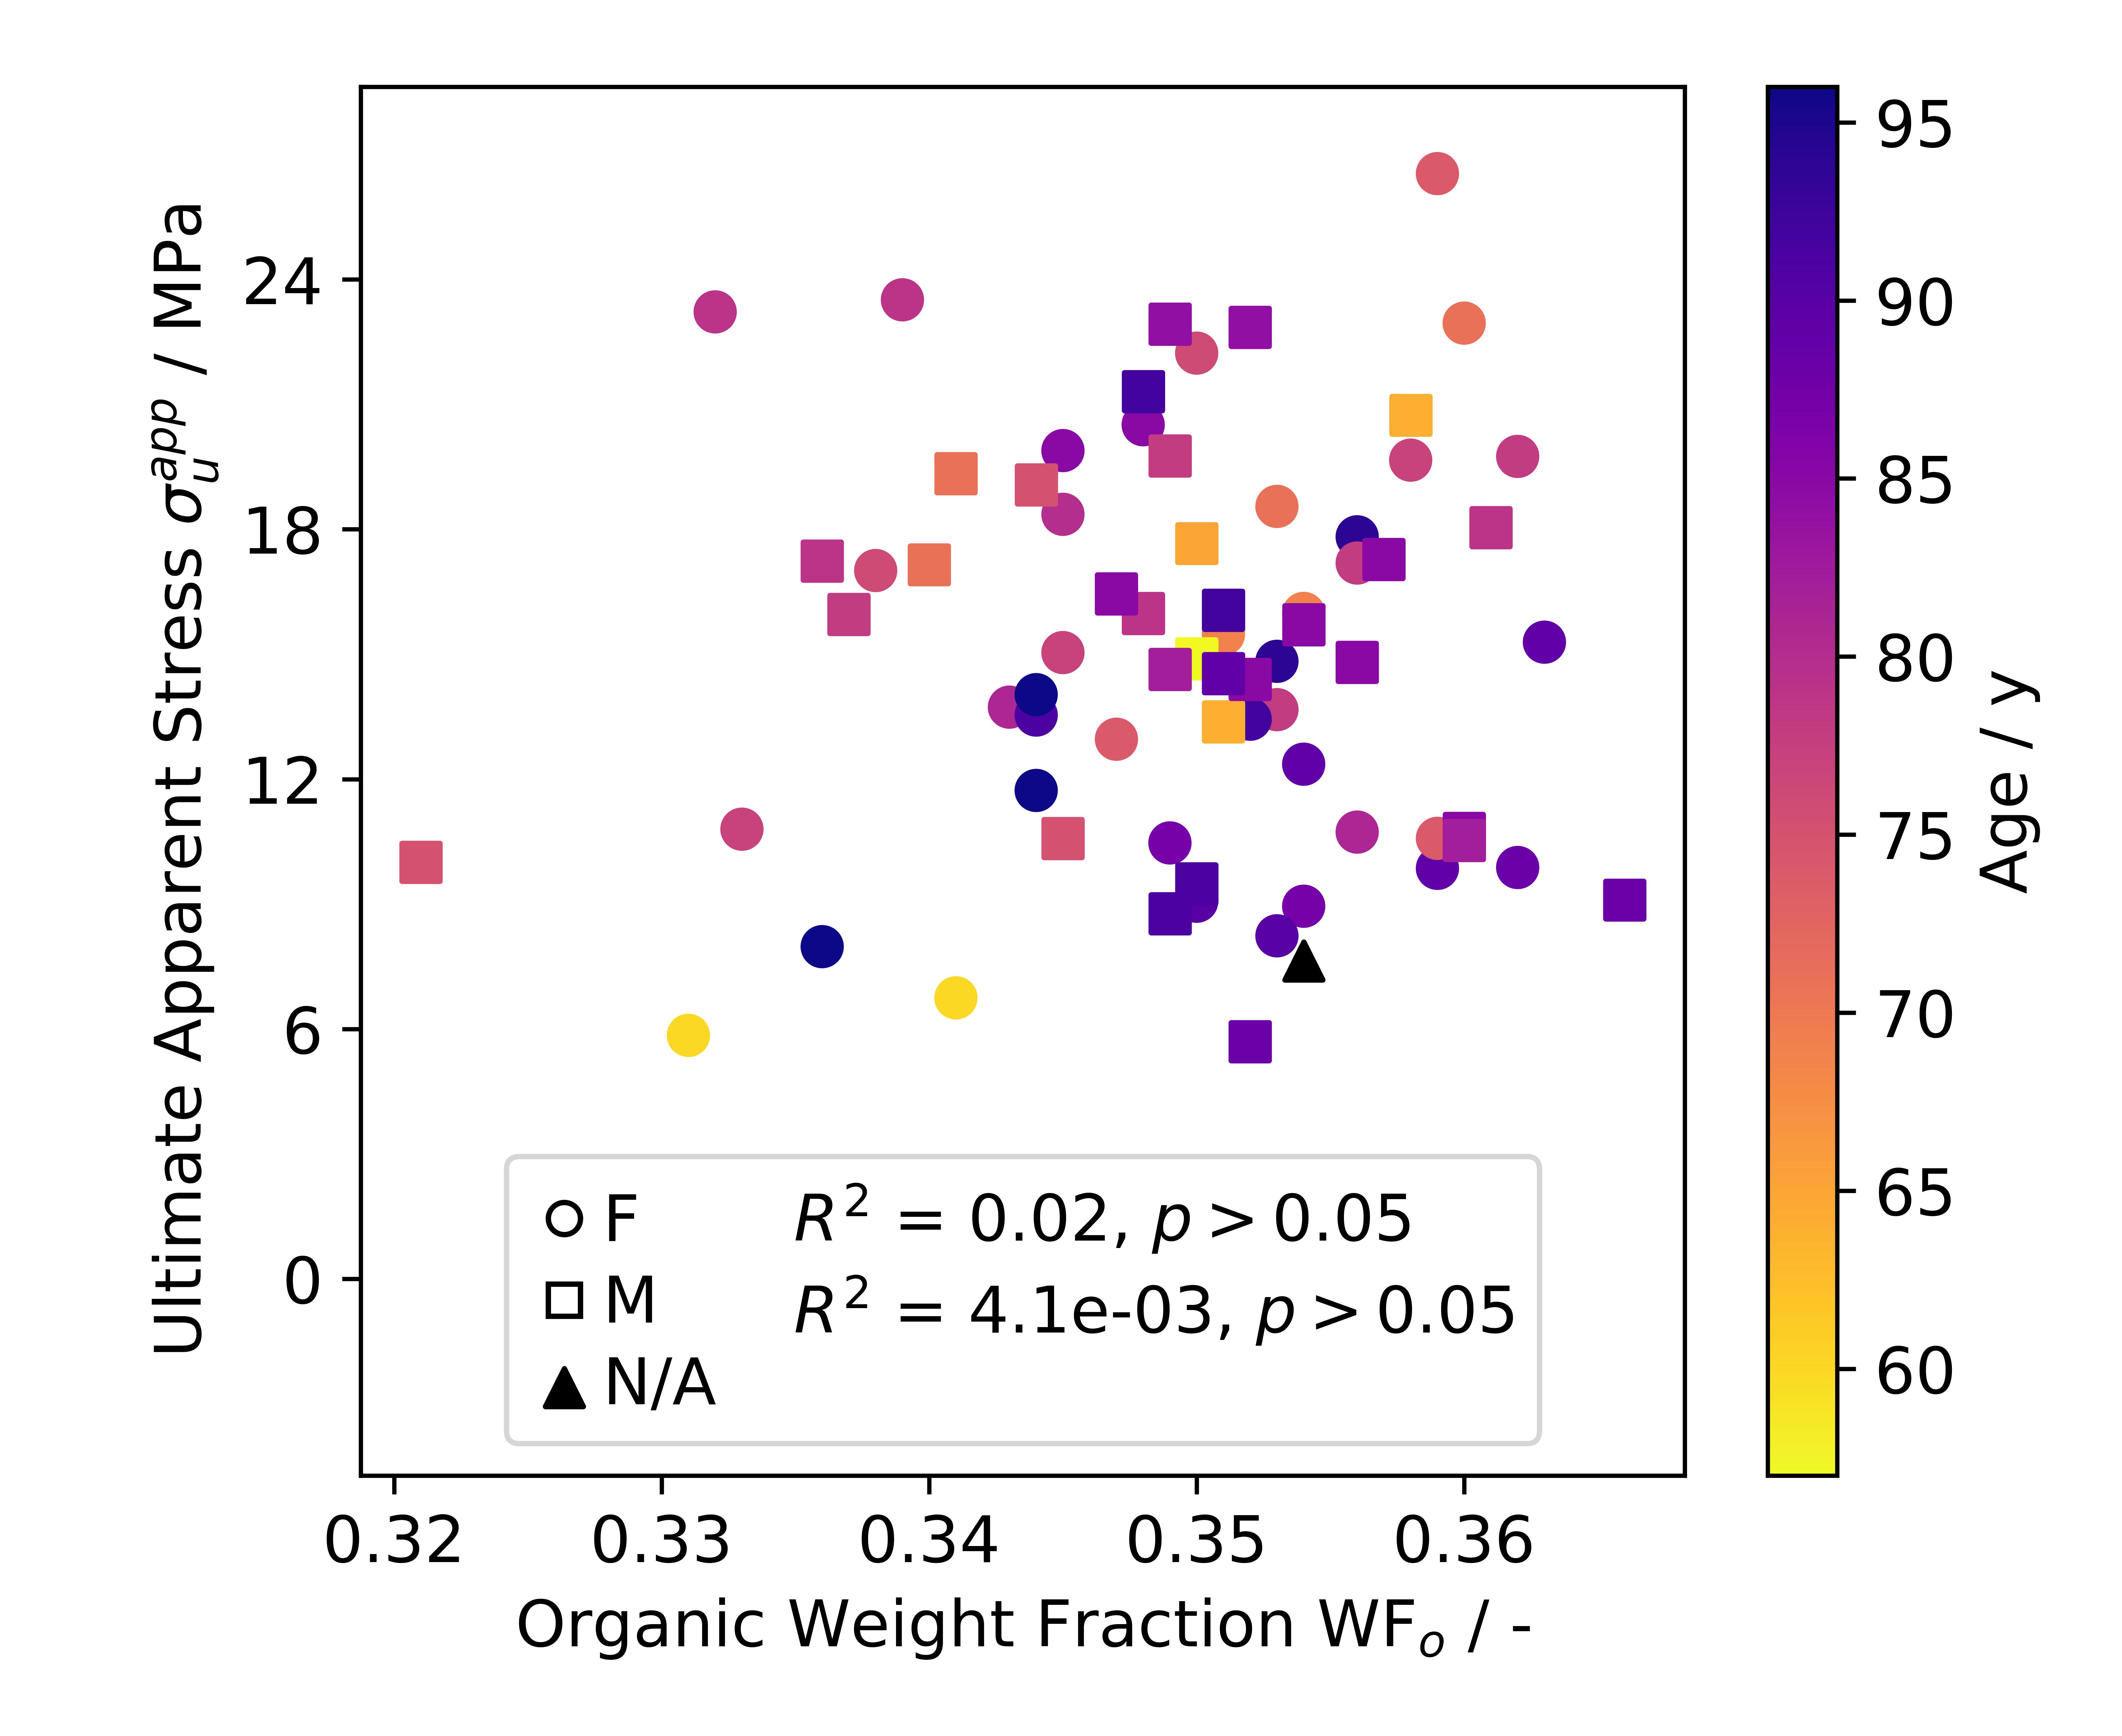 Ultimate Apparent Stress σ_u^app / MPa
24
18
12
6
0
F R² = 0.02, p > 0.05
M R² = 4.1e-03, p > 0.05
N/A
0.32 0.33 0.34 0.35 0.36
Organic Weight Fraction WFₒ / -
95
90
85
80
75
70
65
60
Age / y